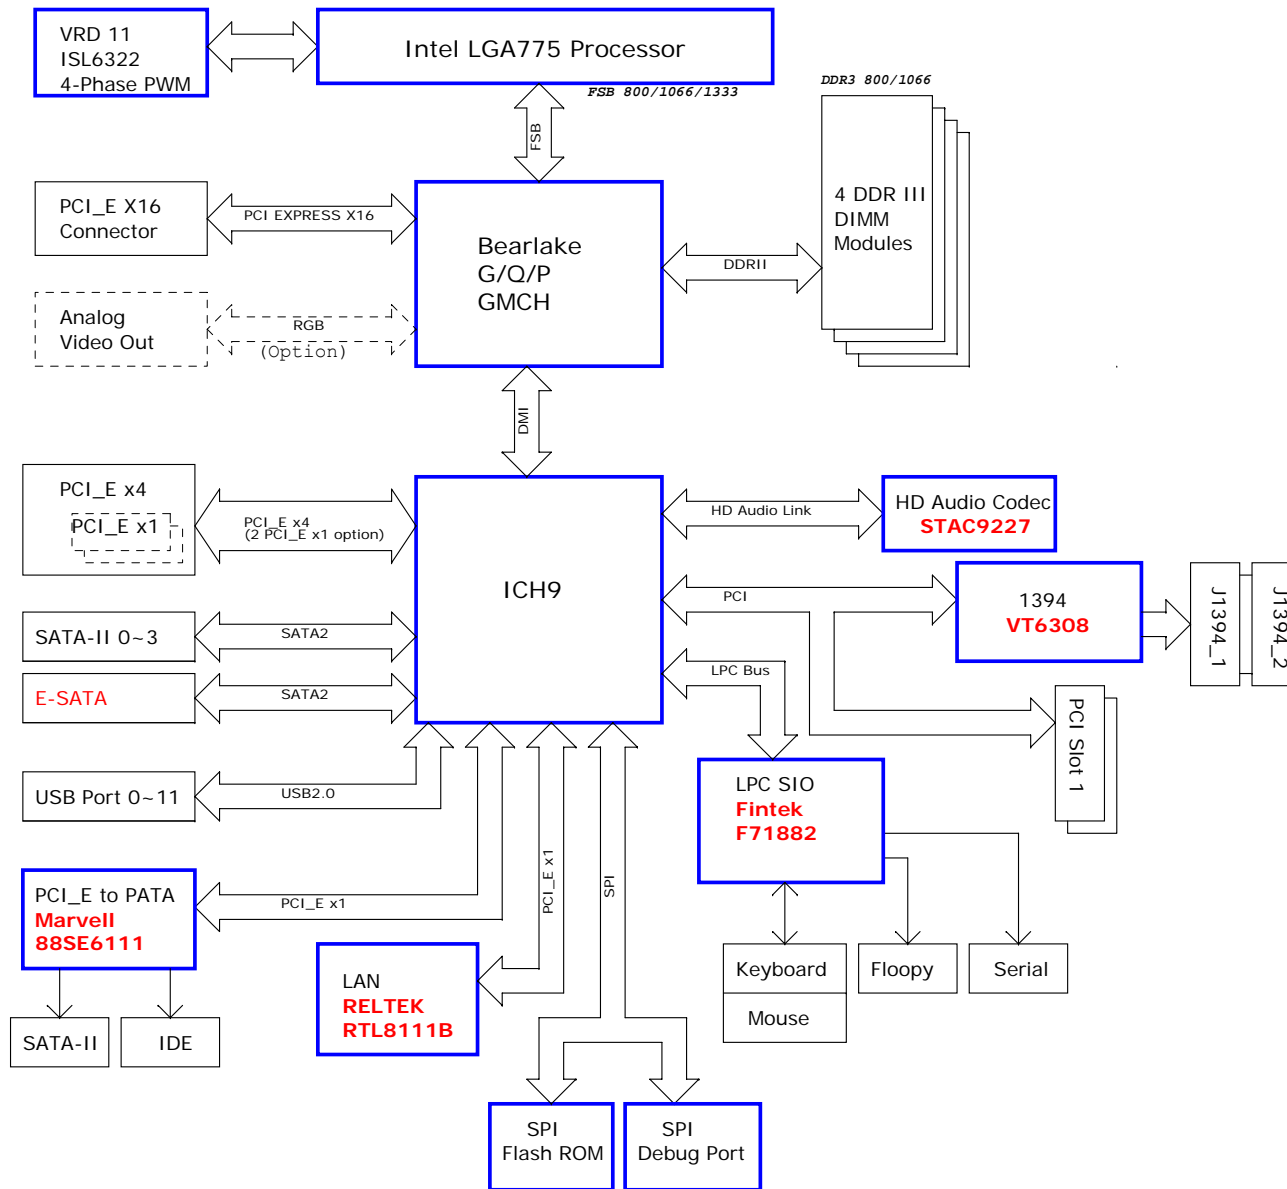 VRD 11
ISL6322
4-Phase PWM
Intel LGA775 Processor
FSB 800/1066/1333
DDR3 800/1066
FSB
PCI_E X16
Connector
PCI EXPRESS X16
Bearlake
G/Q/P
GMCH
DDRII
4 DDR III
DIMM
Modules
Analog
Video Out
RGB
(Option)
DMI
PCI_E x4
PCI_E x1
PCI_E x4
(2 PCI_E x1 option)
ICH9
HD Audio Link
HD Audio Codec
STAC9227
PCI
1394
VT6308
J1394_1
J1394_2
SATA-II 0~3
SATA2
E-SATA
SATA2
LPC Bus
PCI Slot 1
USB Port 0~11
USB2.0
LPC SIO
Fintek
F71882
PCI_E to PATA
Marvell
88SE6111
PCI_E x1
PCI_E x1
SPI
LAN
RELTEK
RTL8111B
Keyboard
Mouse
Floopy
Serial
SATA-II
IDE
SPI
Flash ROM
SPI
Debug Port